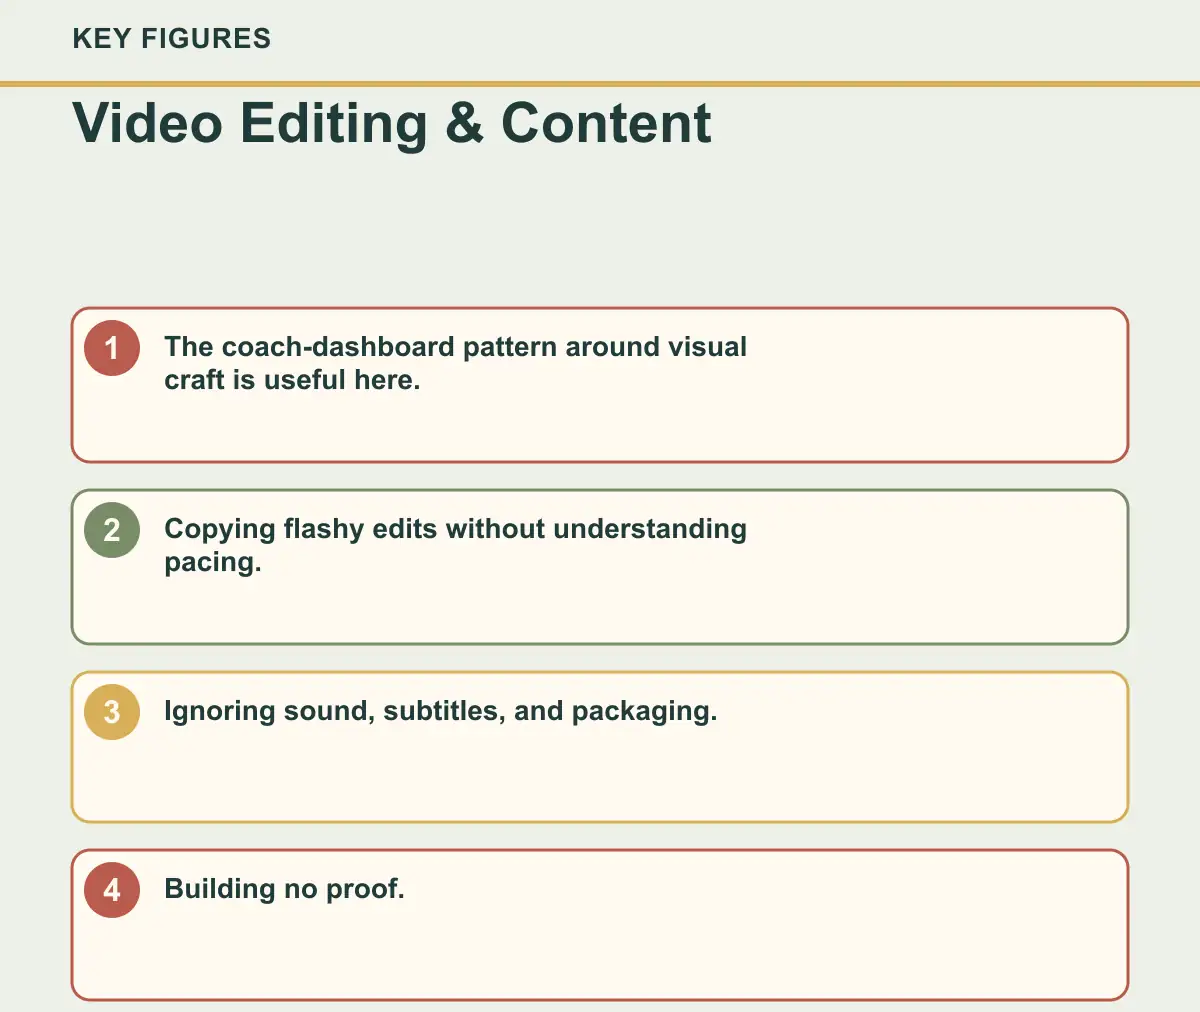 KEY FIGURES
Video Editing & Content
1
The coach-dashboard pattern around visual
craft is useful here.
2
Copying flashy edits without understanding
pacing.
3
Ignoring sound, subtitles, and packaging.
4
Building no proof.